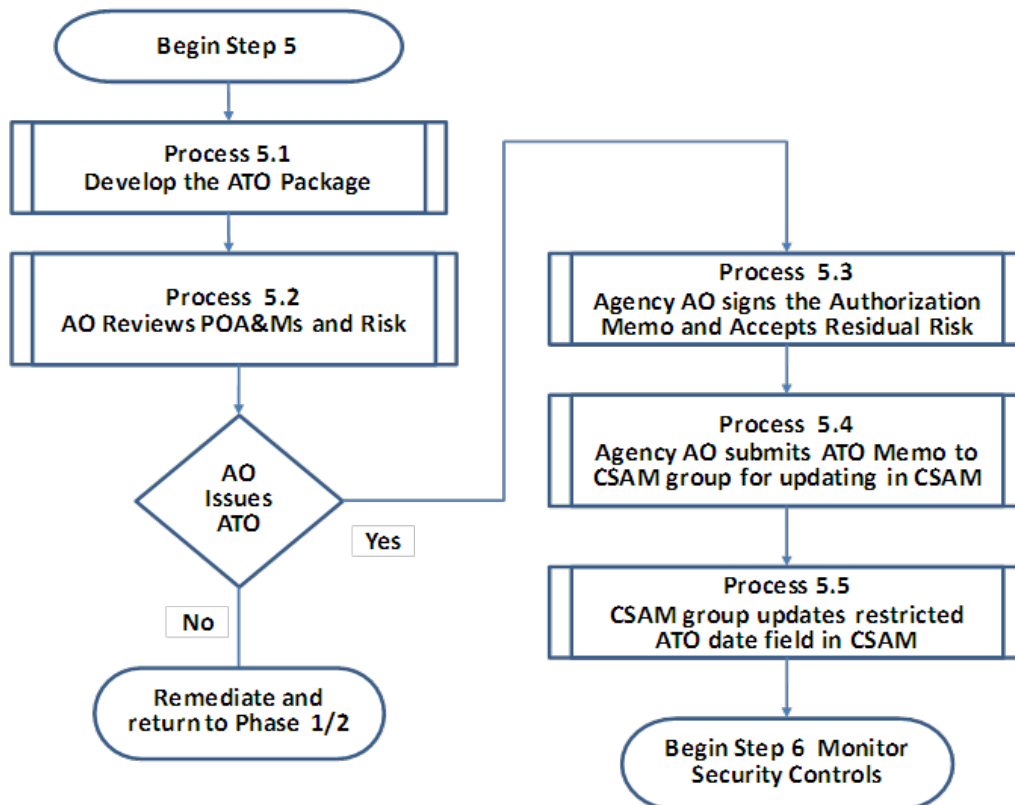 Begin Step 5
Process 5.1
Develop the ATO Package
Process 5.2
AO Reviews POA&Ms and Risk
AO
Issues
ATO
Yes
No
Remediate and
return to Phase 1/2
Process 5.3
Agency AO signs the Authorization
Memo and Accepts Residual Risk
Process 5.4
Agency AO submits ATO Memo to
CSAM group for updating in CSAM
Process 5.5
CSAM group updates restricted
ATO date field in CSAM
Begin Step 6 Monitor
Security Controls